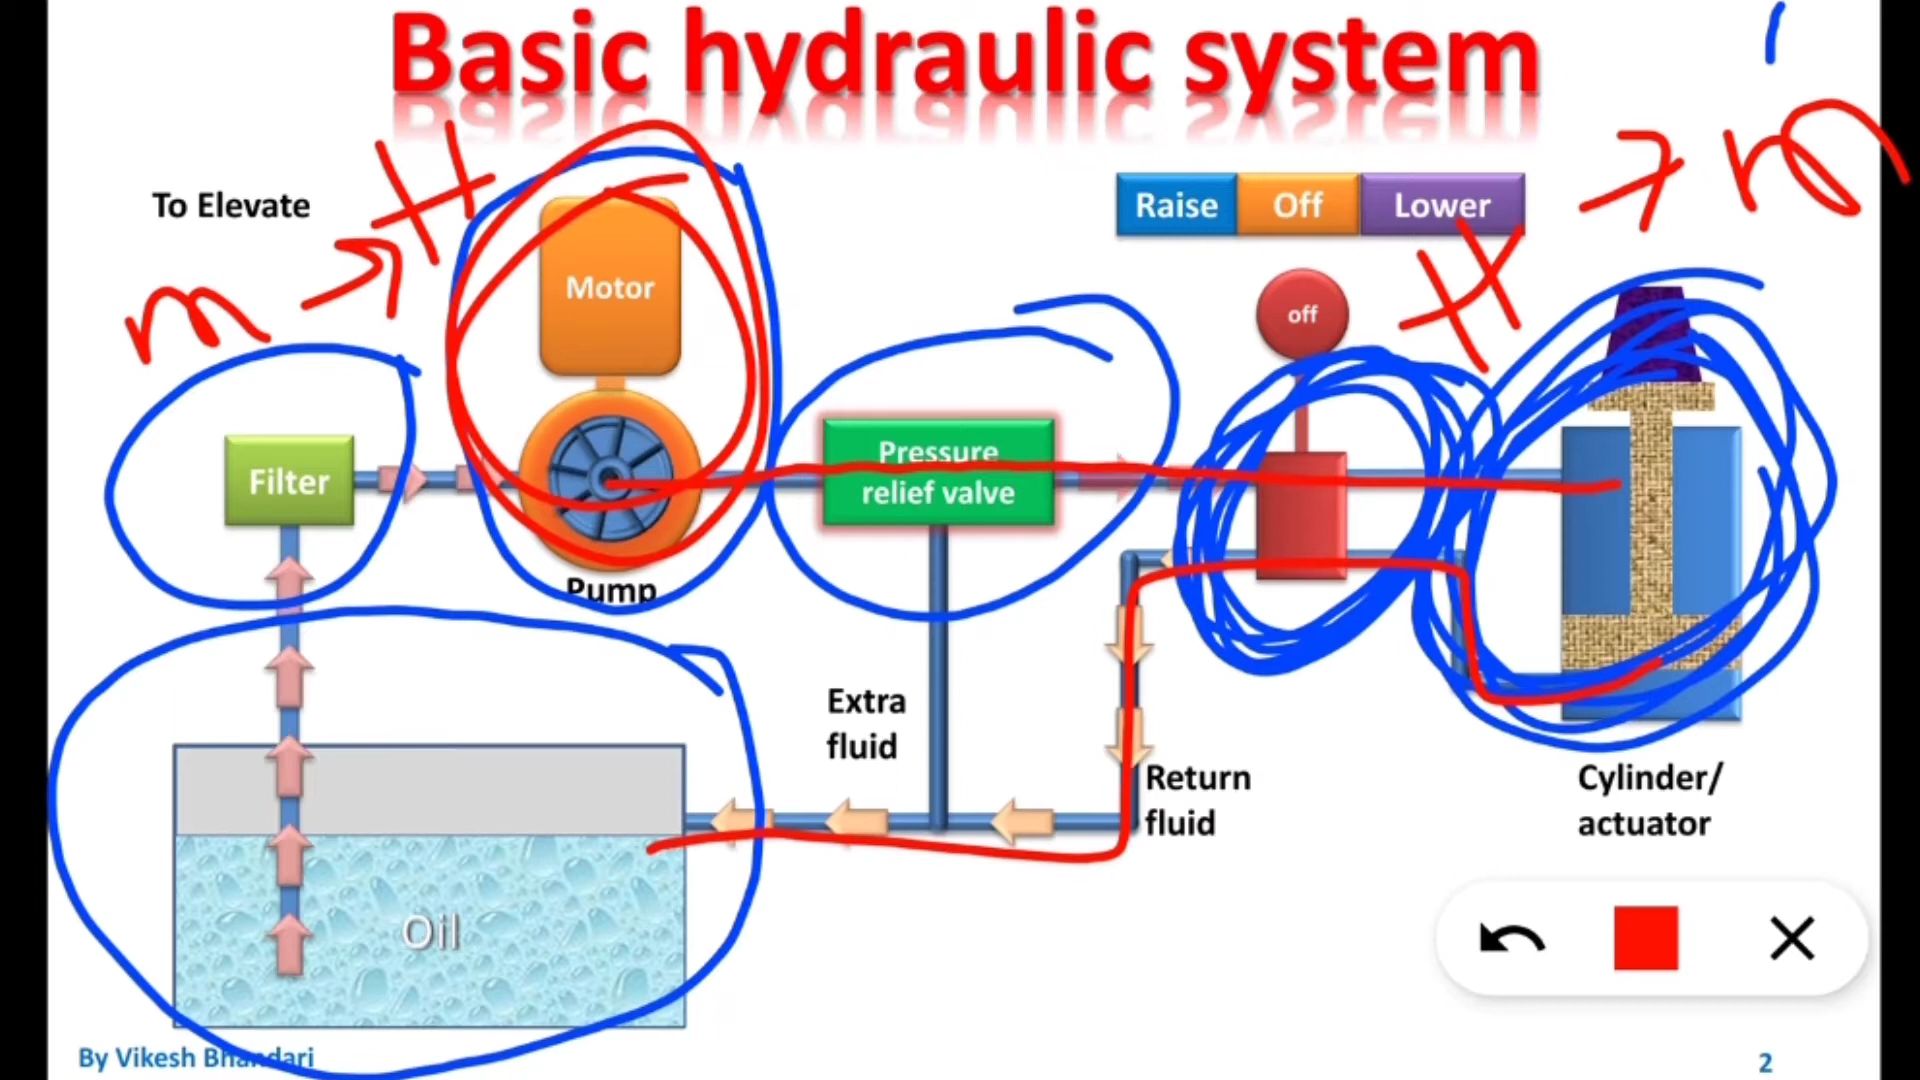 Basic hydraulic system
To Elevate
Raise Off Lower
m → H
H → m
Motor
off
Filter
Pressure
relief valve
Pump
Extra
fluid
Return
fluid
Cylinder/
actuator
Oil
By Vikesh Bhandari
2